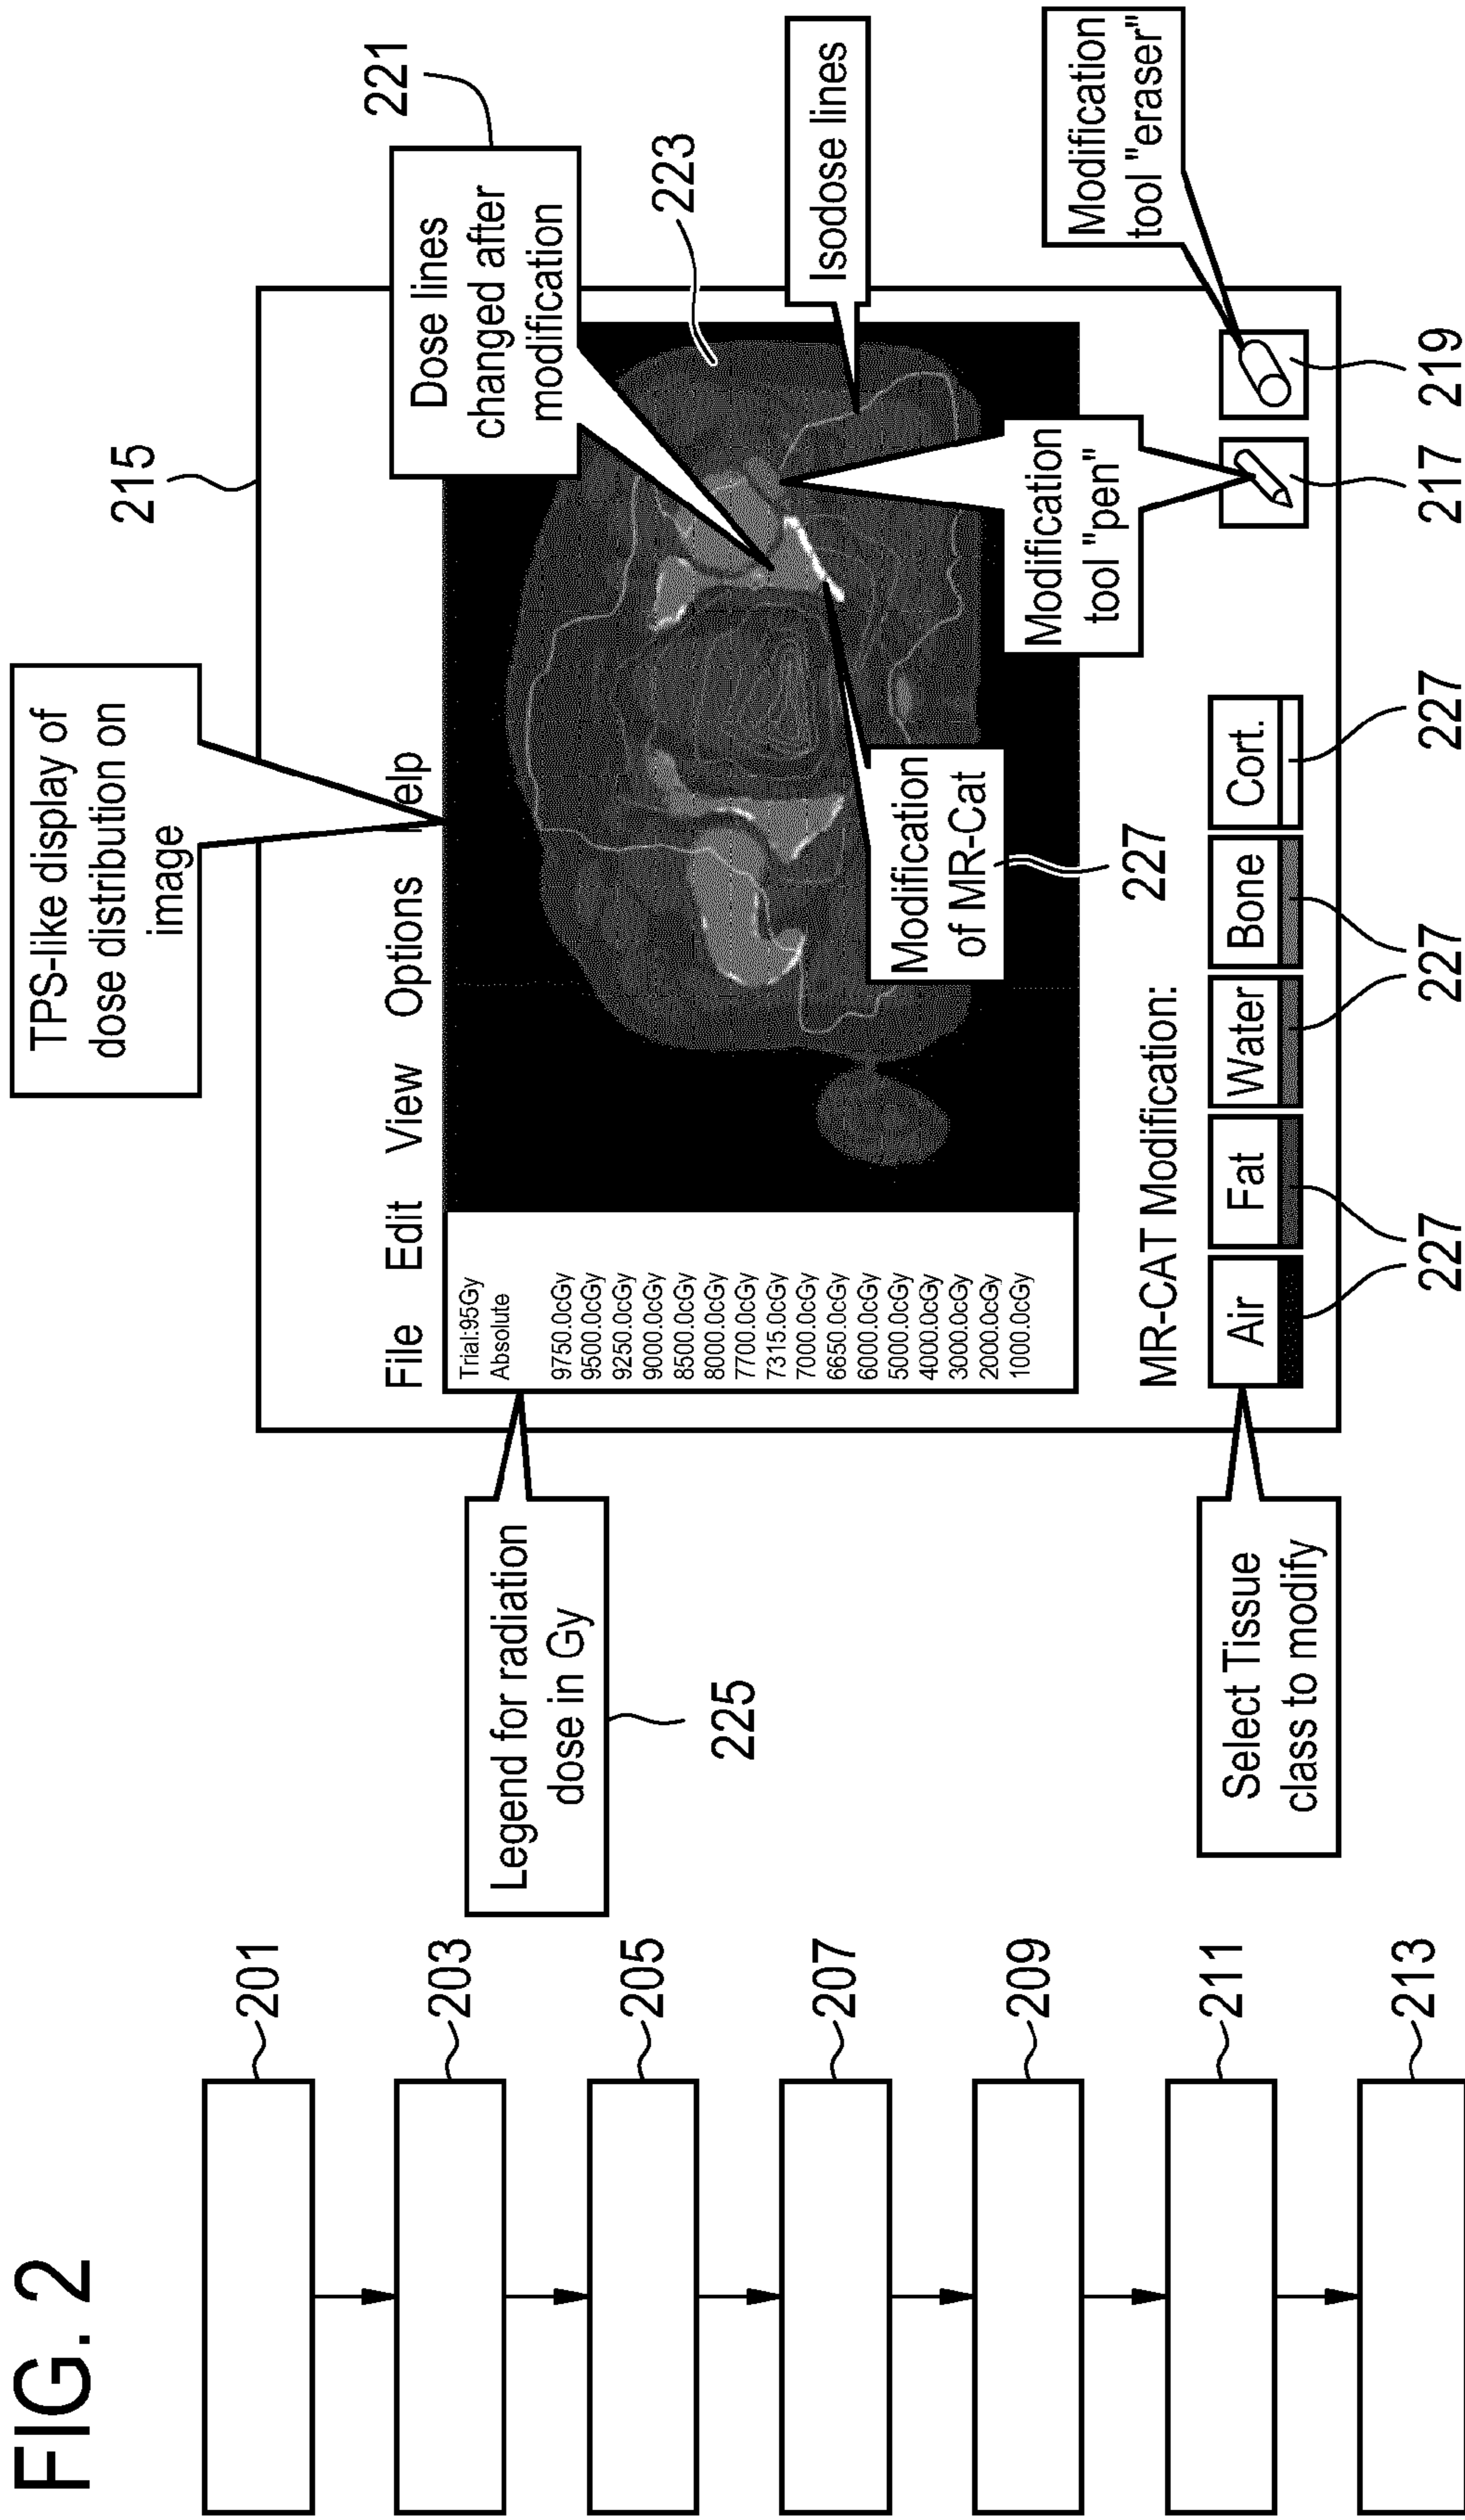 FIG. 2
201
203
205
207
209
211
213
215
TPS-like display of
dose distribution on
image
File Edit View Options elp
Trial:95Gy
Absolute
9750.0cGy
9500.0cGy
9250.0cGy
9000.0cGy
8500.0cGy
8000.0cGy
7700.0cGy
7315.0cGy
7000.0cGy
6650.0cGy
6000.0cGy
5000.0cGy
4000.0cGy
3000.0cGy
2000.0cGy
1000.0cGy
Legend for radiation
dose in Gy
225
Dose lines
changed after
modification
221
223
Isodose lines
Modification
of MR-Cat
227
Modification
tool "pen"
Modification
tool "eraser"
MR-CAT Modification:
Air Fat Water Bone Cort.
Select Tissue
class to modify
227 227 227 217 219